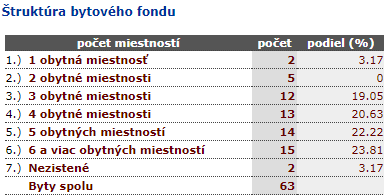 Štruktúra bytového fondu
počet miestností počet podiel (%)
1.) 1 obytná miestnosť 2 3.17
2.) 2 obytné miestnosti 5 0
3.) 3 obytné miestnosti 12 19.05
4.) 4 obytné miestnosti 13 20.63
5.) 5 obytných miestností 14 22.22
6.) 6 a viac obytných miestností 15 23.81
7.) Nezistené 2 3.17
Byty spolu 63